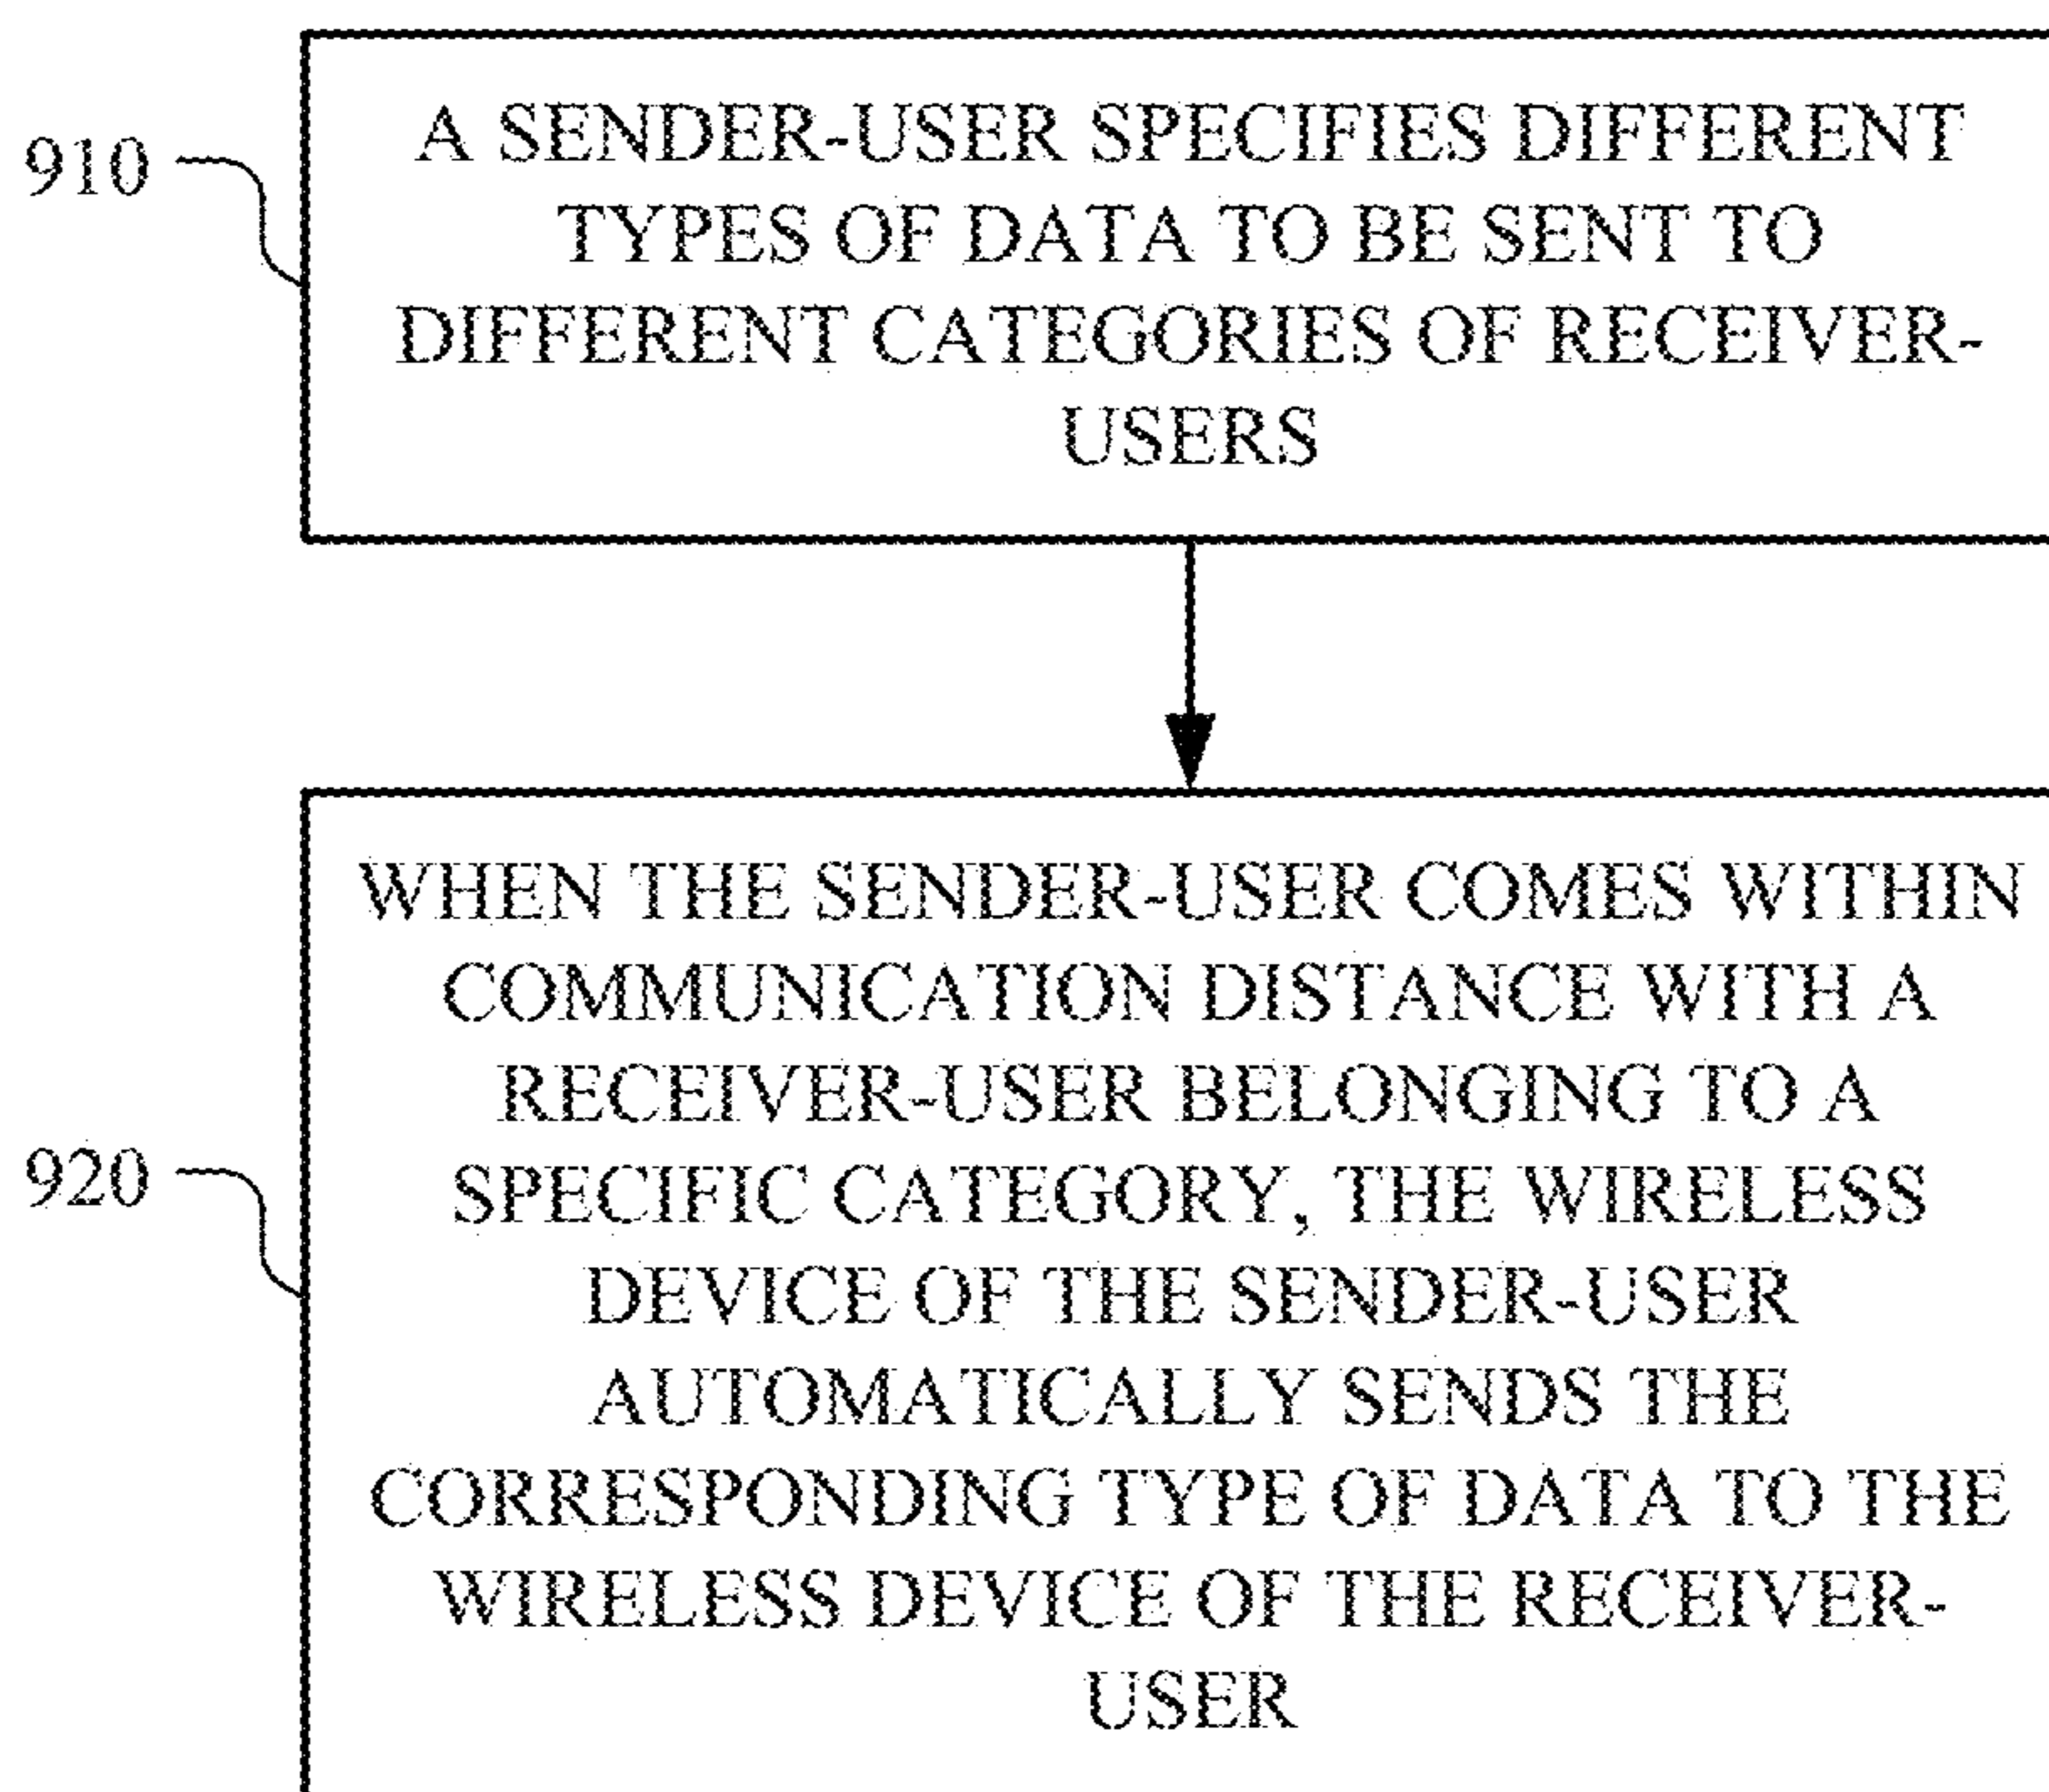 910
A SENDER-USER SPECIFIES DIFFERENT
TYPES OF DATA TO BE SENT TO
DIFFERENT CATEGORIES OF RECEIVER-
USERS
920
WHEN THE SENDER-USER COMES WITHIN
COMMUNICATION DISTANCE WITH A
RECEIVER-USER BELONGING TO A
SPECIFIC CATEGORY, THE WIRELESS
DEVICE OF THE SENDER-USER
AUTOMATICALLY SENDS THE
CORRESPONDING TYPE OF DATA TO THE
WIRELESS DEVICE OF THE RECEIVER-
USER